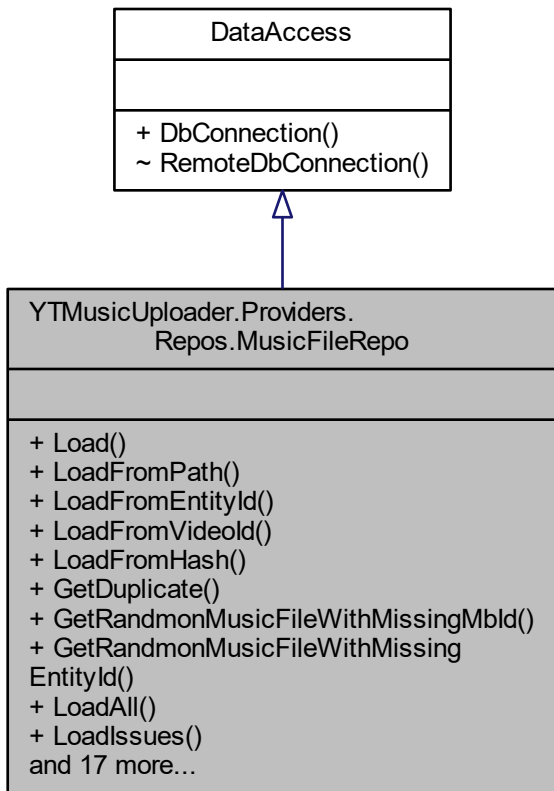 DataAccess
+ DbConnection()
~ RemoteDbConnection()
YTMusicUploader.Providers.
Repos.MusicFileRepo
+ Load()
+ LoadFromPath()
+ LoadFromEntityId()
+ LoadFromVideoId()
+ LoadFromHash()
+ GetDuplicate()
+ GetRandmonMusicFileWithMissingMbId()
+ GetRandmonMusicFileWithMissing
EntityId()
+ LoadAll()
+ LoadIssues()
and 17 more...